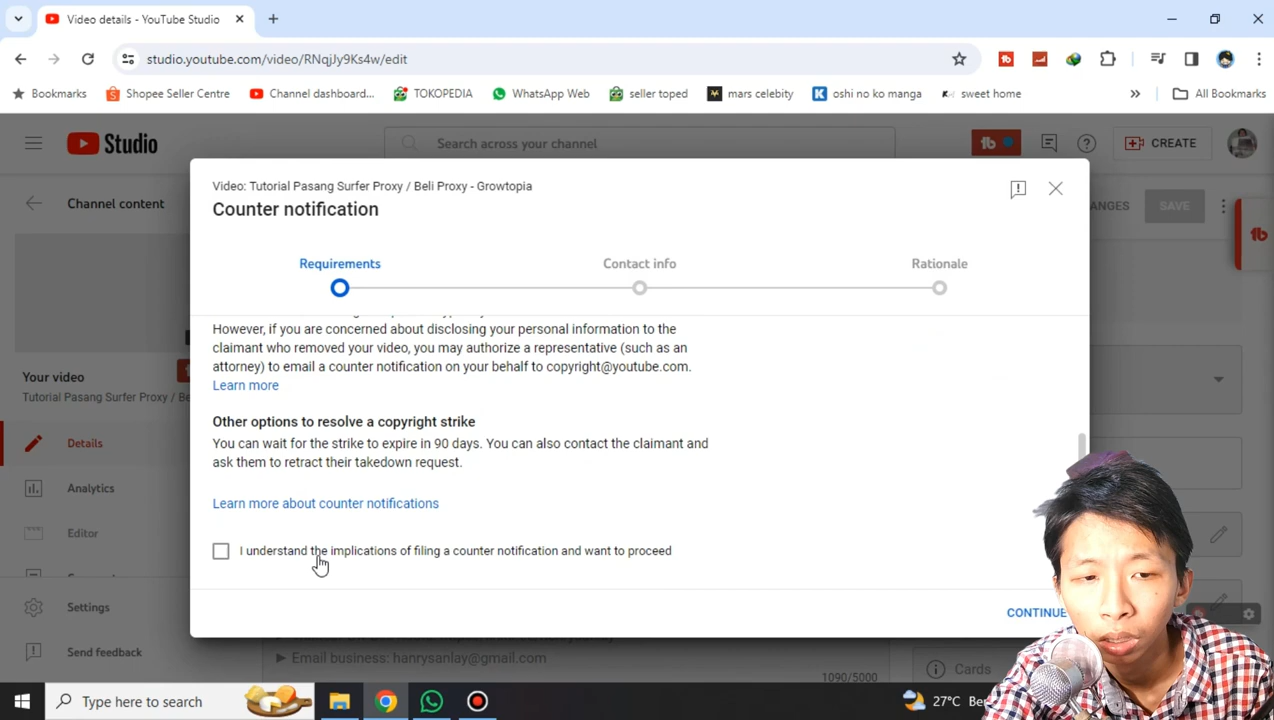 Video details - YouTube Studio
studio.youtube.com/video/RNqjJy9Ks4w/edit
Bookmarks
Shopee Seller Centre
Channel dashboard...
TOKOPEDIA
WhatsApp Web
seller toped
mars celebity
oshi no ko manga
sweet home
All Bookmarks
Studio
Search across your channel
CREATE
Channel content
ANGES
SAVE
Video: Tutorial Pasang Surfer Proxy / Beli Proxy - Growtopia
Counter notification
Requirements
Contact info
Rationale
However, if you are concerned about disclosing your personal information to the
claimant who removed your video, you may authorize a representative (such as an
attorney) to email a counter notification on your behalf to copyright@youtube.com.
Learn more
Other options to resolve a copyright strike
You can wait for the strike to expire in 90 days. You can also contact the claimant and
ask them to retract their takedown request.
Learn more about counter notifications
I understand the implications of filing a counter notification and want to proceed
CONTINUE
Your video
Tutorial Pasang Surfer Proxy / Be
Details
Analytics
Editor
Settings
Send feedback
Email business: hanrysanlay@gmail.com
1090/5000
Cards
Type here to search
27°C Ber